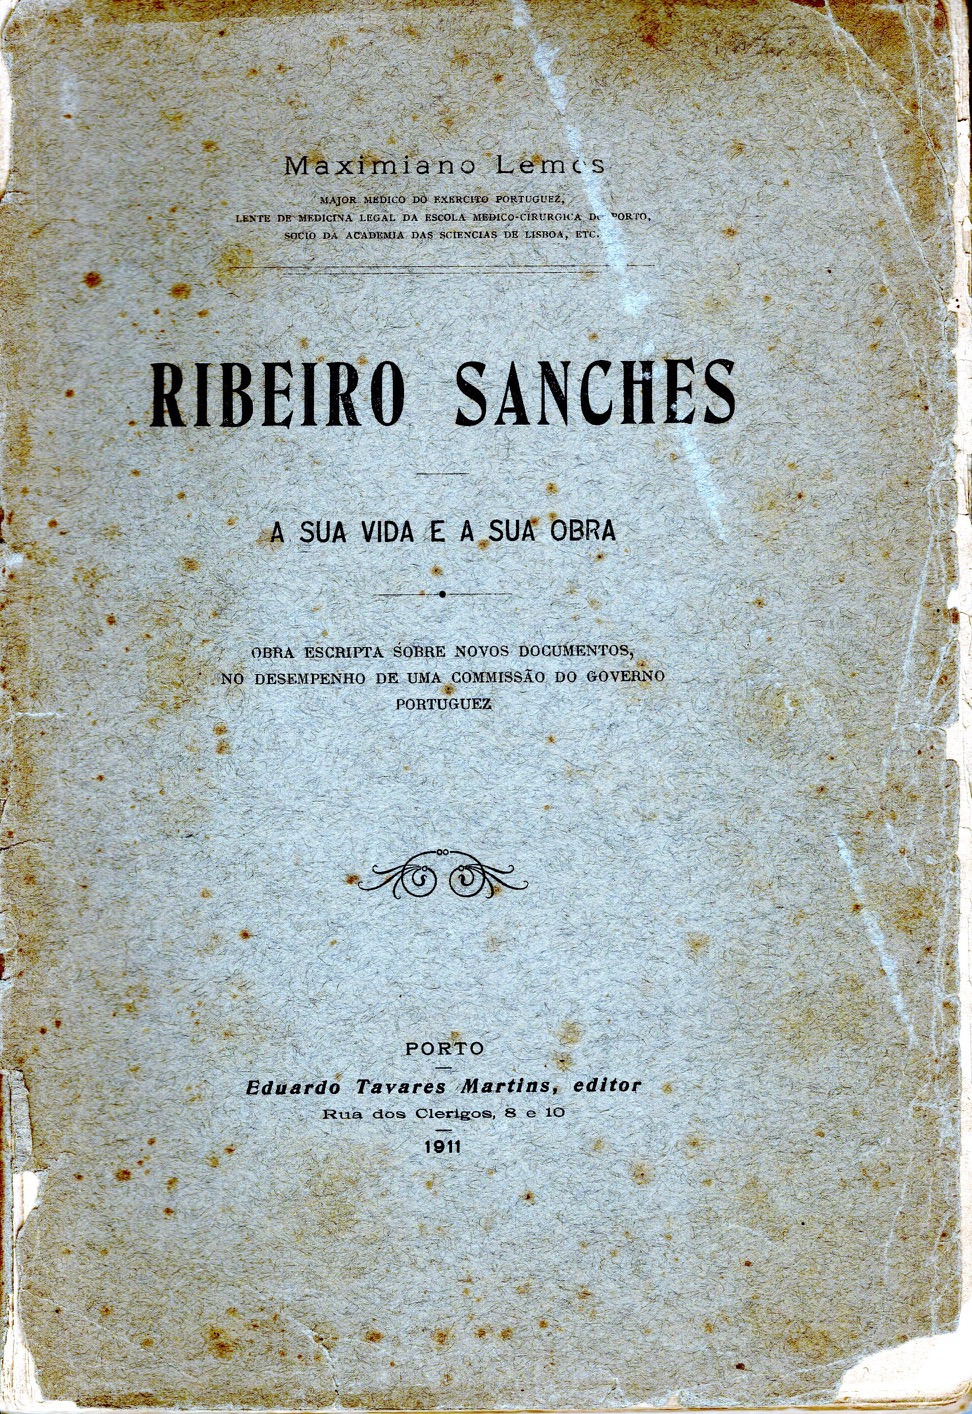 Maximiano Lemos
MAJOR MEDICO DO EXERCITO PORTUGUEZ,
LENTE DE MEDICINA LEGAL DA ESCOLA MEDICO-CIRURGICA DO PORTO,
SOCIO DA ACADEMIA DAS SCIENCIAS DE LISBOA, ETC.
RIBEIRO SANCHES
A SUA VIDA E A SUA OBRA
OBRA ESCRIPTA SOBRE NOVOS DOCUMENTOS,
NO DESEMPENHO DE UMA COMMISSÃO DO GOVERNO
PORTUGUEZ
PORTO
Eduardo Tavares Martins, editor
Rua dos Clerigos, 8 e 10
1911